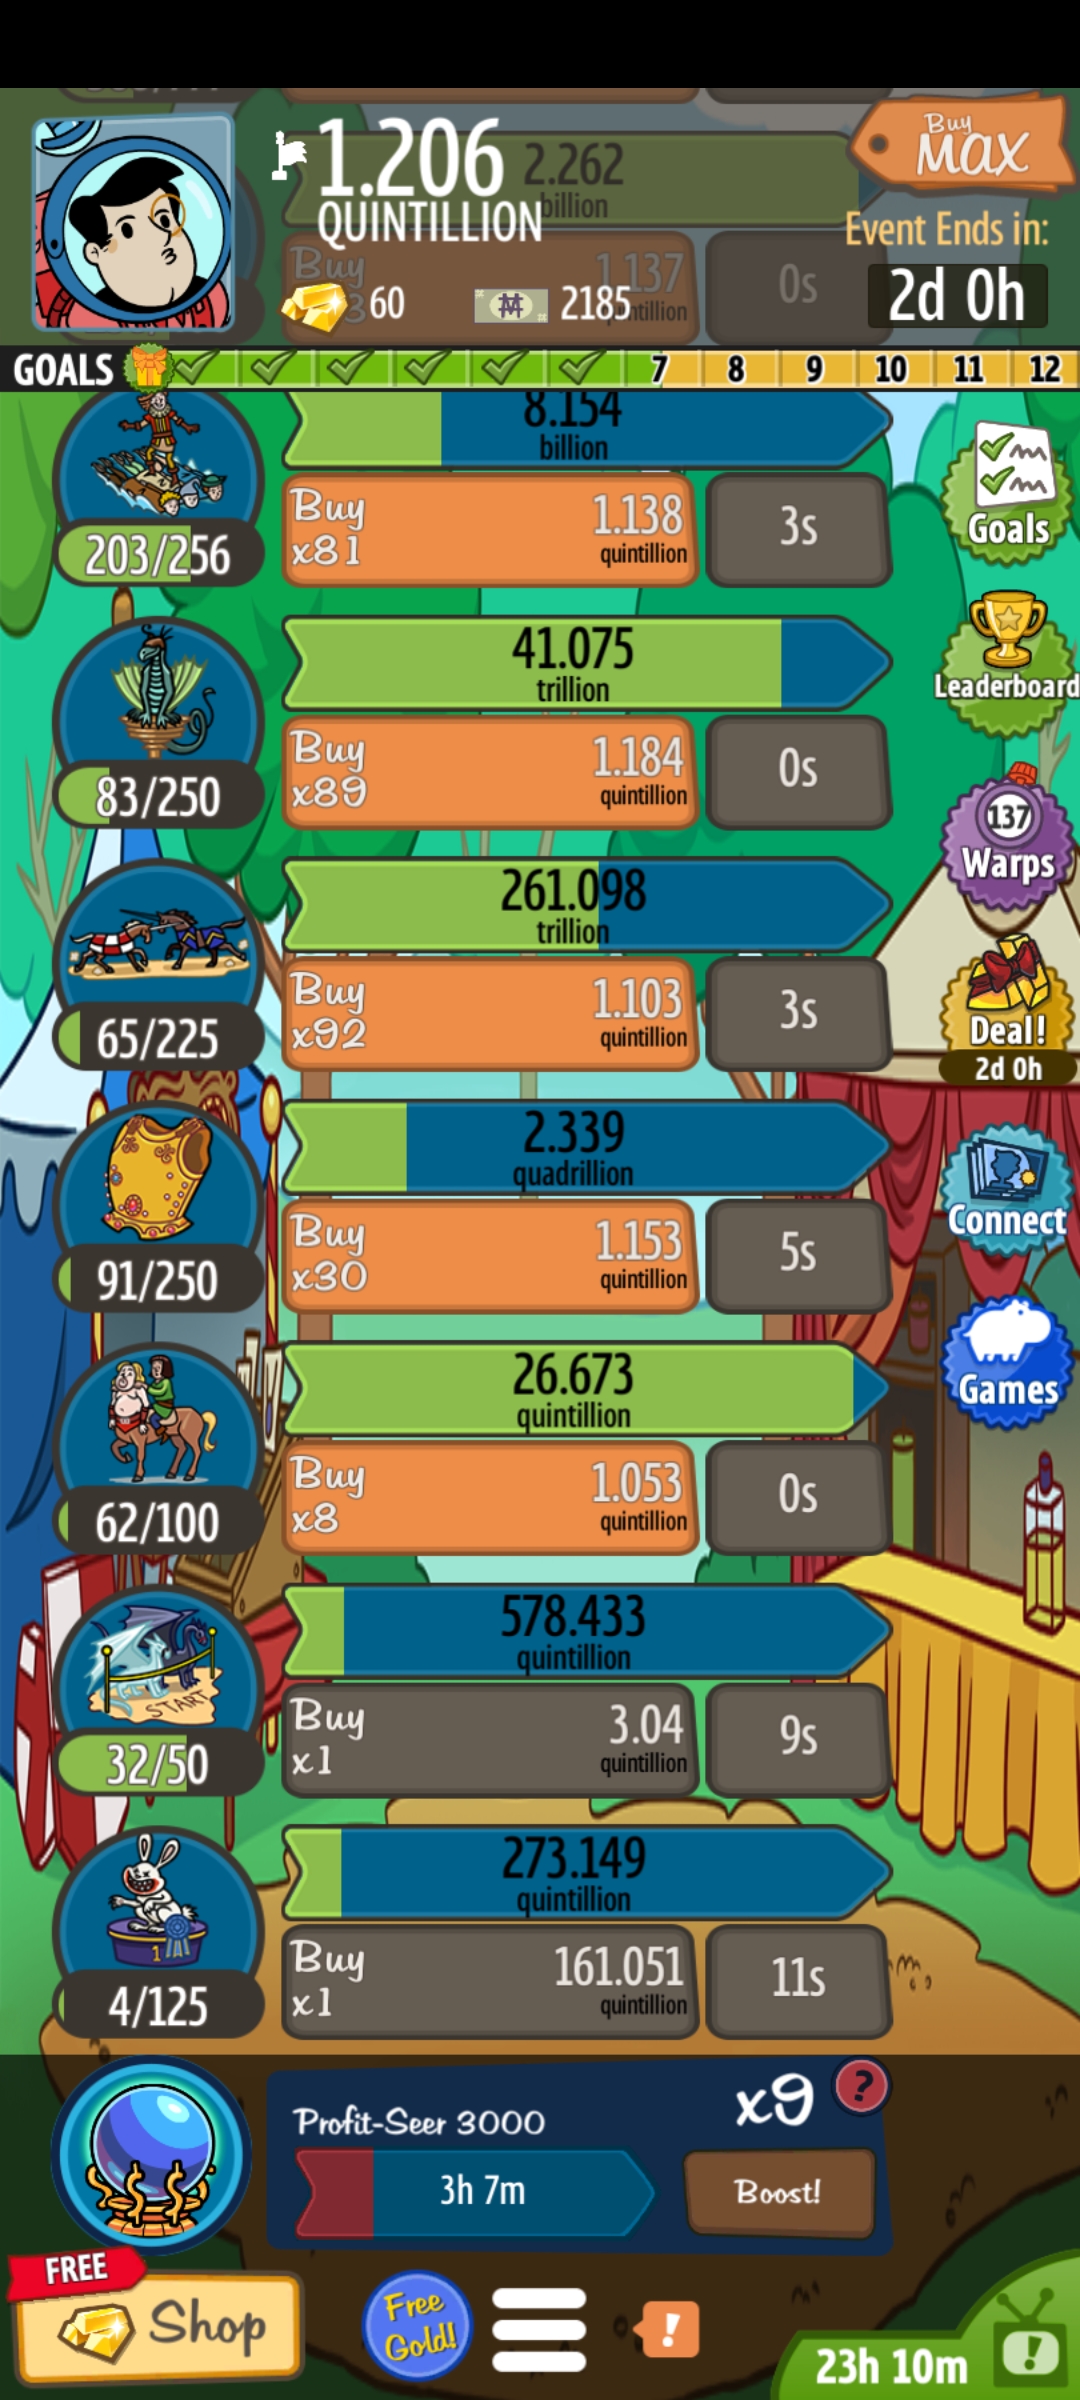 1.206
QUINTILLION
2.262
billion
Buy
MAX
Event Ends in:
2d 0h
Buy
1.137
0s
60
2185
GOALS
7
8
9
10
11
12
8.154
billion
Buy
x81
1.138
quintillion
3s
203/256
Goals
41.075
trillion
Leaderboard
Buy
x89
1.184
quintillion
0s
83/250
137
Warps
261.098
trillion
Buy
x92
1.103
quintillion
3s
65/225
Deal!
2d 0h
2.339
quadrillion
Connect
Buy
x30
1.153
quintillion
5s
91/250
26.673
quintillion
Games
Buy
x8
1.053
quintillion
0s
62/100
578.433
quintillion
START
Buy
x1
3.04
quintillion
9s
32/50
273.149
quintillion
1
Buy
x1
161.051
quintillion
11s
4/125
Profit-Seer 3000
x9
?
3h 7m
Boost!
FREE
Shop
Free
Gold!
!
23h 10m
!